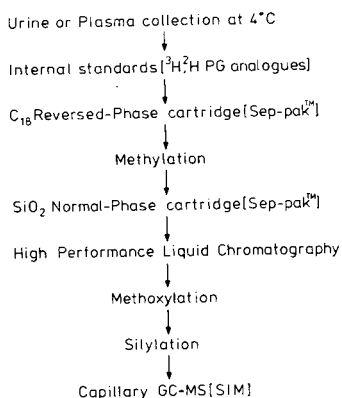 Urine or Plasma collection at 4°C
Internal standards[³H,²H PG analogues]
C₁₈ Reversed-Phase cartridge[Sep-pak™]
Methylation
SiO₂ Normal-Phase cartridge[Sep-pak™]
High Performance Liquid Chromatography
Methoxylation
Silylation
Capillary GC-MS[SIM]